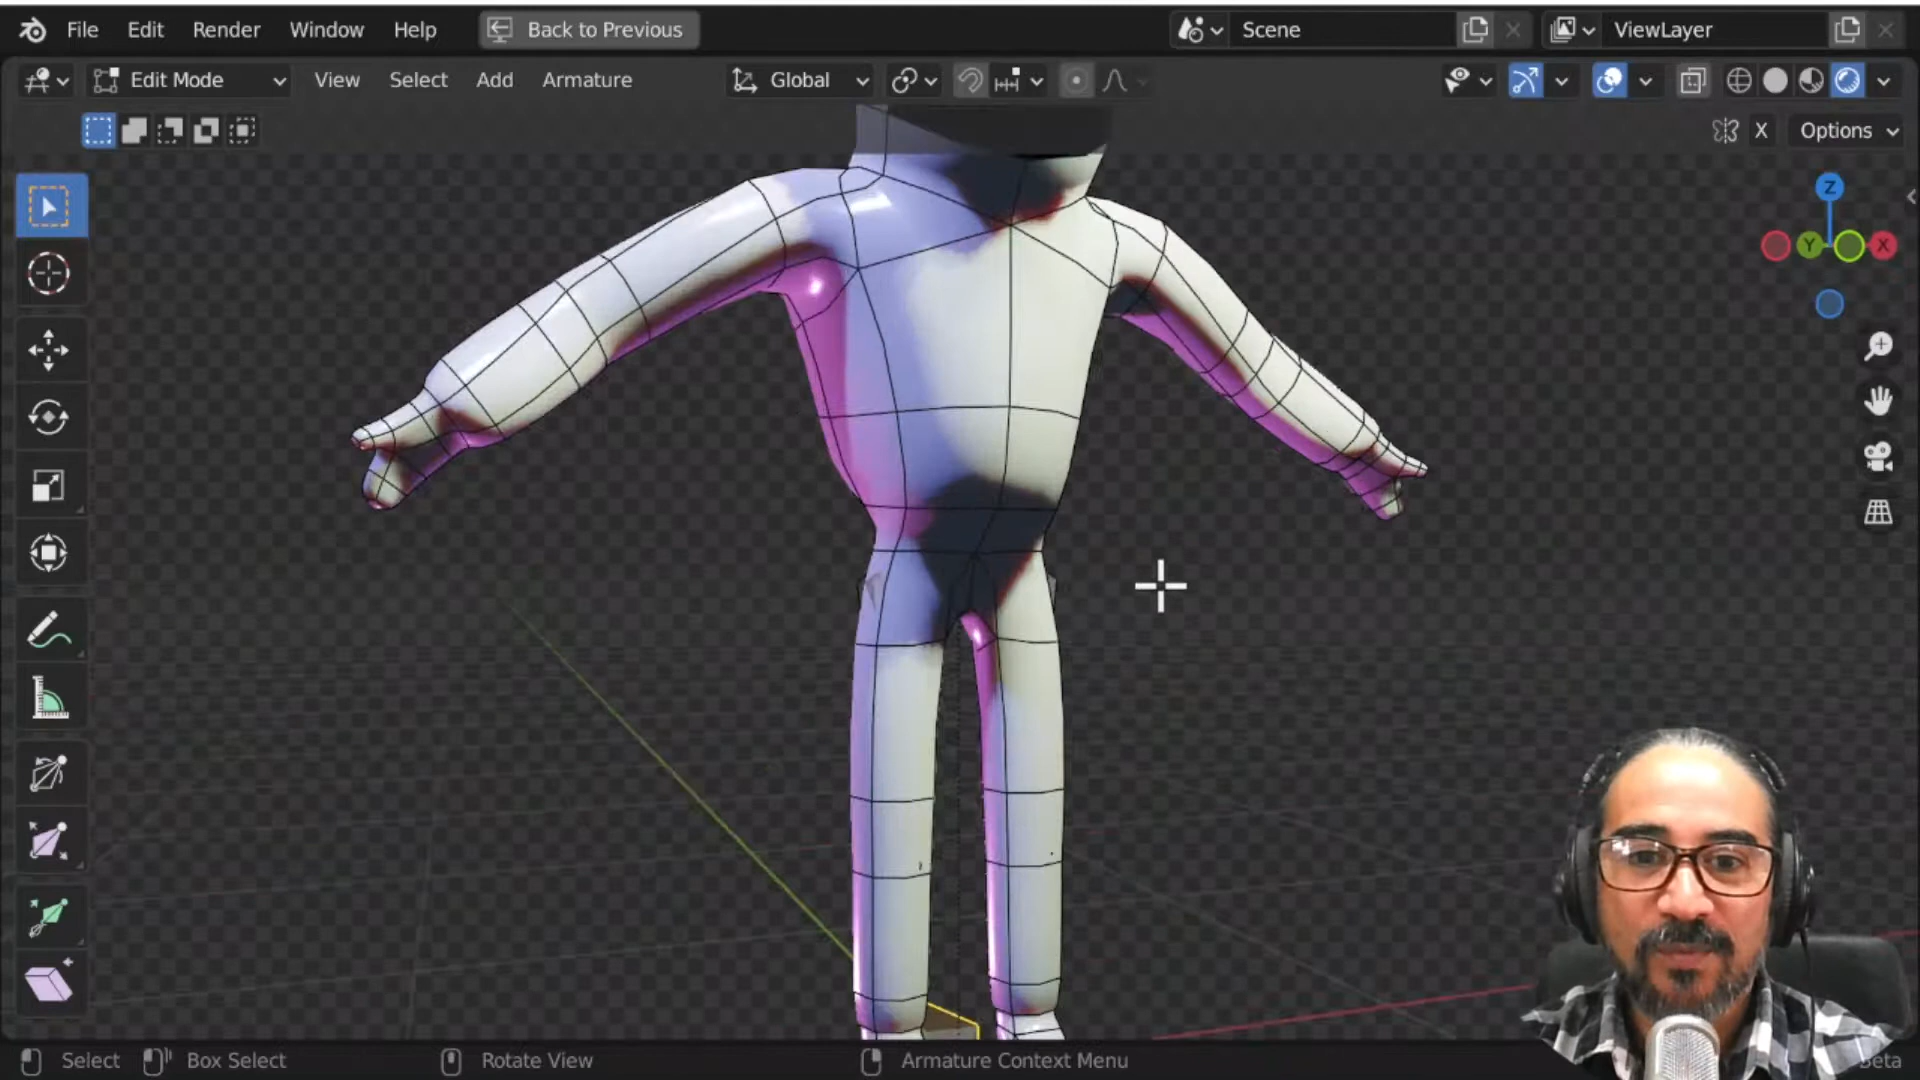 File Edit Render Window Help Back to Previous Scene ViewLayer
Edit Mode View Select Add Armature Global
X Options
Z
Y X
Select Box Select Rotate View Armature Context Menu Beta